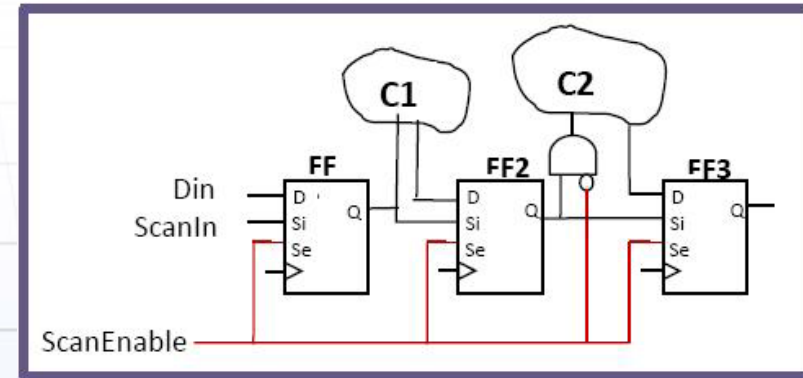 C1
C2
FF
FF2
FF3
Din
D
Q
D
Q
D
Q
ScanIn
Si
Si
Si
Se
Se
Se
ScanEnable